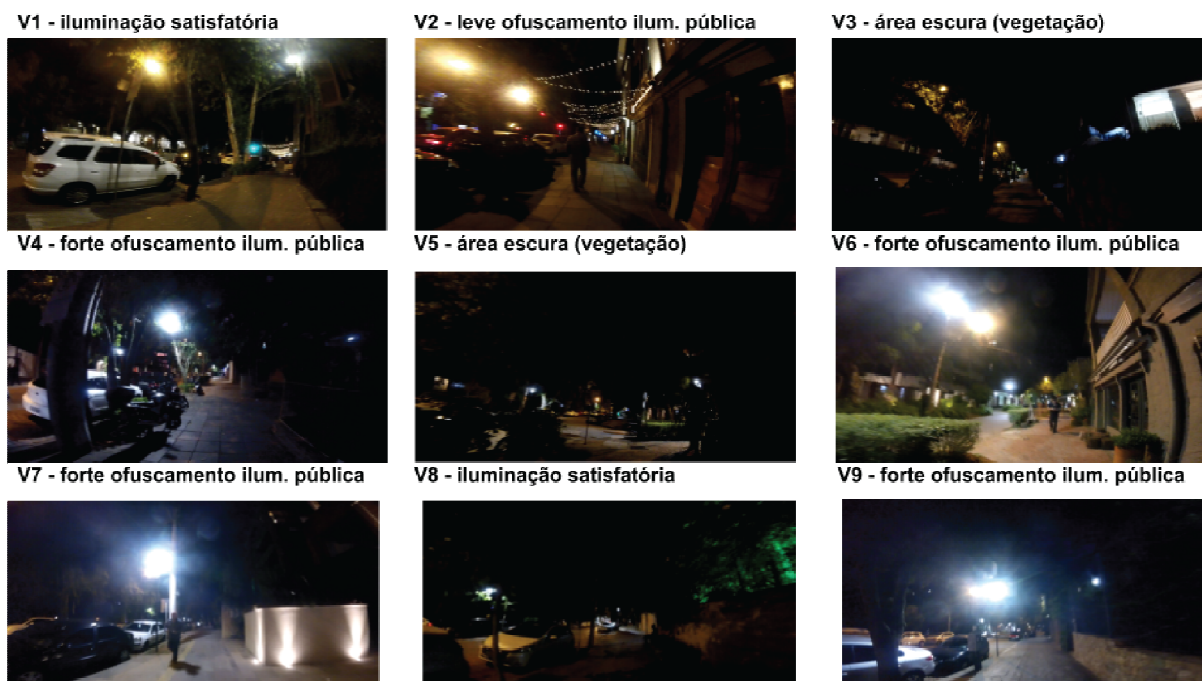 V1 - iluminação satisfatória
V2 - leve ofuscamento ilum. pública
V3 - área escura (vegetação)
V4 - forte ofuscamento ilum. pública
V5 - área escura (vegetação)
V6 - forte ofuscamento ilum. pública
V7 - forte ofuscamento ilum. pública
V8 - iluminação satisfatória
V9 - forte ofuscamento ilum. pública